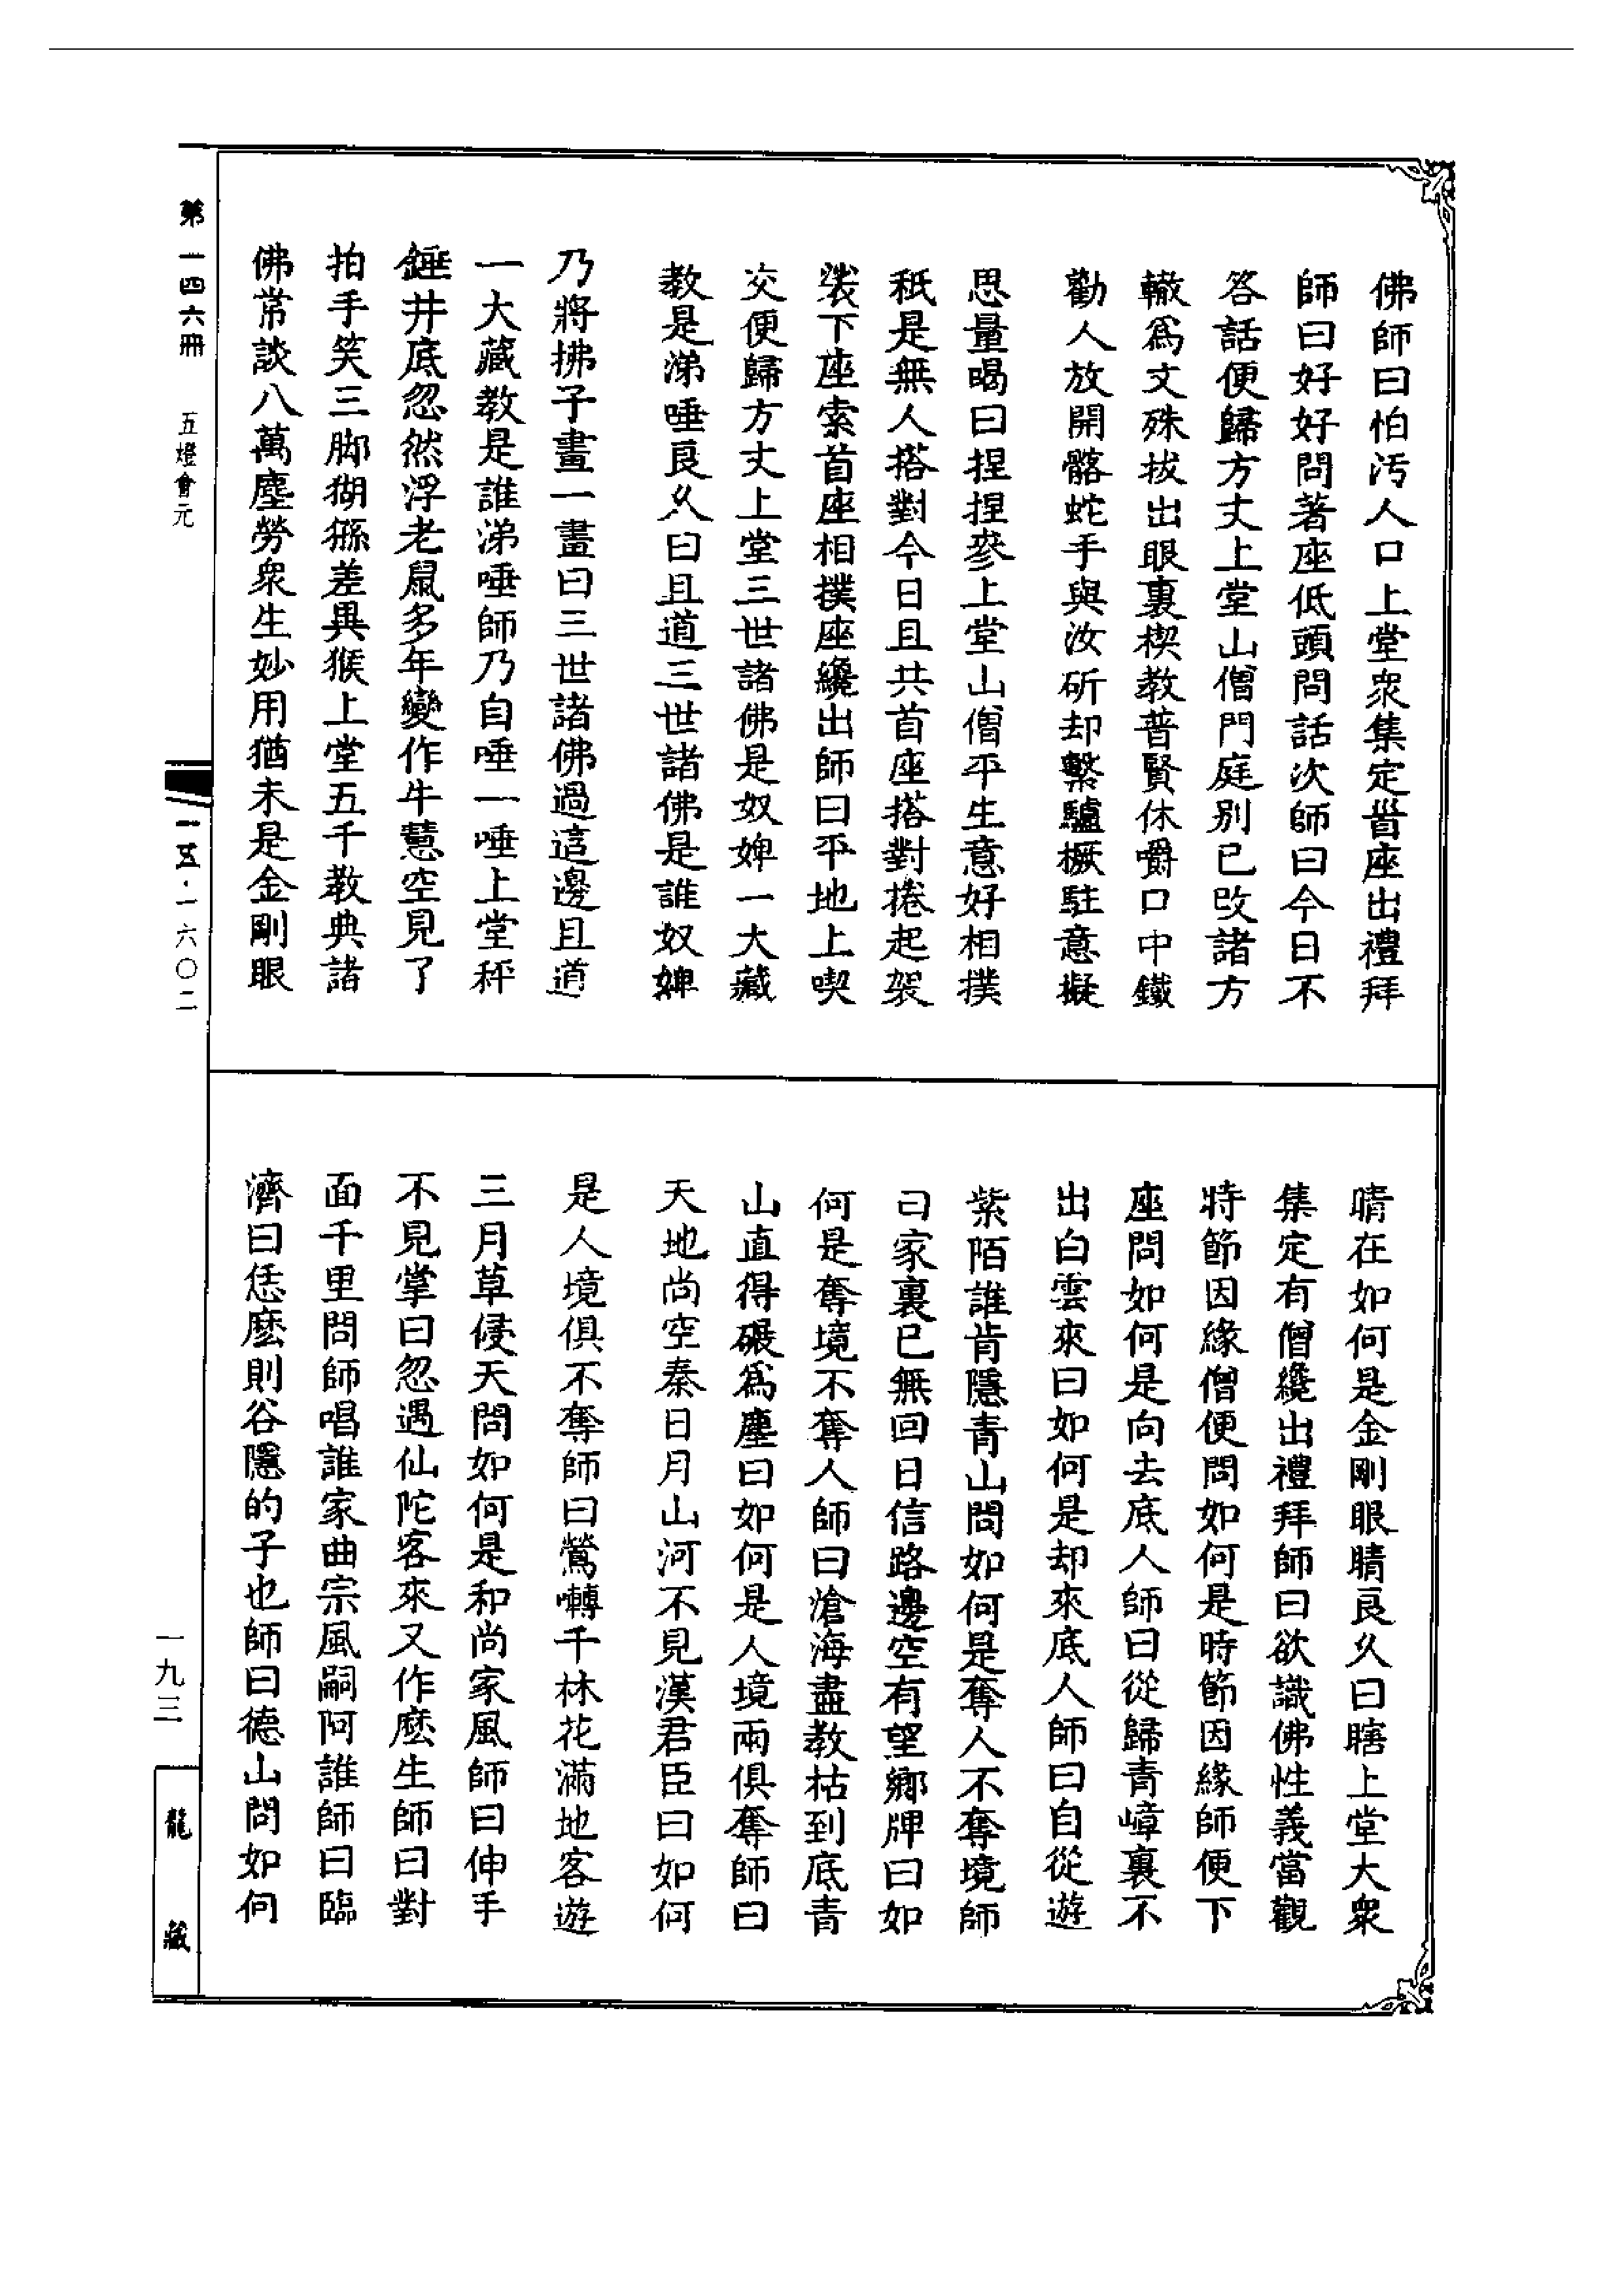 佛師曰怕汚人口上堂衆集定首座出禮拜
師曰好好問著座低頭問話次師曰今日不
答話便歸方丈上堂山僧門庭別已改諸方
轍爲文殊拔出眼裏楔教普賢休嚼口中鐵
勸人放開髂蛇手與汝斫却繫驢橛駐意擬
思量喝曰捏捏參上堂山僧平生意好相撲
秖是無人搭對今日且共首座搭對捲起袈
裟下座索首座相撲座纔出師曰平地上喫
交便歸方丈上堂三世諸佛是奴婢一大藏
教是涕唾良久曰且道三世諸佛是誰奴婢
乃將拂子畫一畫曰三世諸佛過這邊且道
一大藏教是誰涕唾師乃自唾一唾上堂秤
錘井底忽然浮老鼠多年變作牛慧空見了
拍手笑三脚猢猻差異猴上堂五千教典諸
佛常談八萬塵勞衆生妙用猶未是金剛眼
睛在如何是金剛眼睛良久曰瞎上堂大衆
集定有僧纔出禮拜師曰欲識佛性義當觀
時節因緣僧便問如何是時節因緣師便下
座問如何是向去底人師曰從歸青嶂裏不
出白雲來曰如何是却來底人師曰自從遊
紫陌誰肯隱青山問如何是奪人不奪境師
曰家裏已無回日信路邊空有望鄉牌曰如
何是奪境不奪人師曰滄海盡教枯到底青
山直得碾爲塵曰如何是人境兩俱奪師曰
天地尚空秦日月山河不見漢君臣曰如何
是人境俱不奪師曰鶯囀千林花滿地客遊
三月草侵天問如何是和尚家風師曰伸手
不見掌曰忽遇仙陀客來又作麽生師曰對
面千里問師唱誰家曲宗風嗣阿誰師曰臨
濟曰恁麽則谷隱的子也師曰德山問如何
第一四六冊 五燈會元
一五·一六〇二
一九三
龍藏